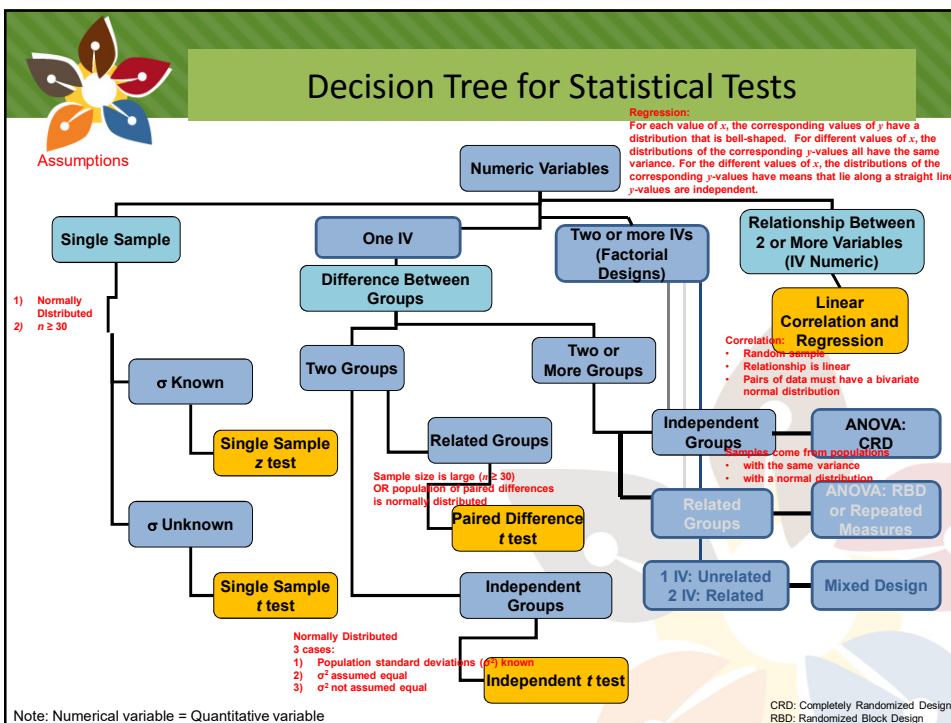 Decision Tree for Statistical Tests
Assumptions
Regression:
For each value of x, the corresponding values of y have a
distribution that is bell-shaped. For different values of x, the
distributions of the corresponding y-values all have the same
variance. For the different values of x, the distributions of the
corresponding y-values have means that lie along a straight line
y-values are independent.
Numeric Variables
Single Sample
One IV
Two or more IVs
(Factorial
Designs)
Relationship Between
2 or More Variables
(IV Numeric)
Difference Between
Groups
1) Normally
DIstributed
2) n ≥ 30
Linear
Correlation and
Regression
Correlation:
• Random sample
• Relationship is linear
• Pairs of data must have a bivariate
normal distribution
Two Groups
Two or
More Groups
σ Known
Single Sample
z test
Related Groups
Independent
Groups
ANOVA:
CRD
Samples come from populations
• with the same variance
• with a normal distribution
Sample size is large (n ≥ 30)
OR population of paired differences
is normally distributed
Paired Difference
t test
Related
Groups
ANOVA: RBD
or Repeated
Measures
σ Unknown
Single Sample
t test
Independent
Groups
1 IV: Unrelated
2 IV: Related
Mixed Design
Normally Distributed
3 cases:
1) Population standard deviations (σ²) known
2) σ² assumed equal
3) σ² not assumed equal
Independent t test
Note: Numerical variable = Quantitative variable
CRD: Completely Randomized Design
RBD: Randomized Block Design